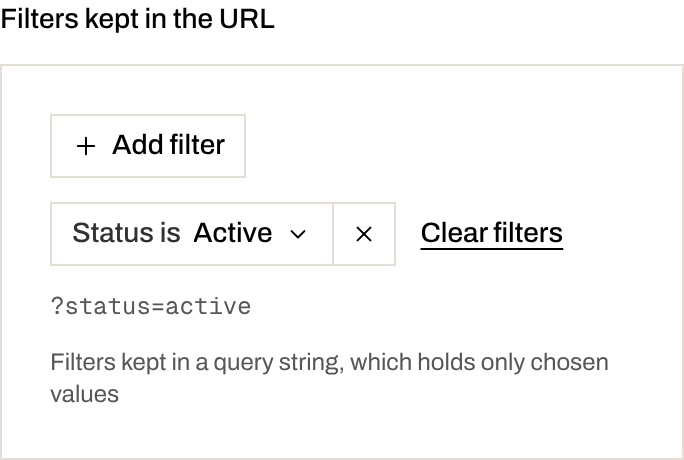 Filters kept in the URL
Add filter
Status is Active
Clear filters
?status=active
Filters kept in a query string, which holds only chosen
values